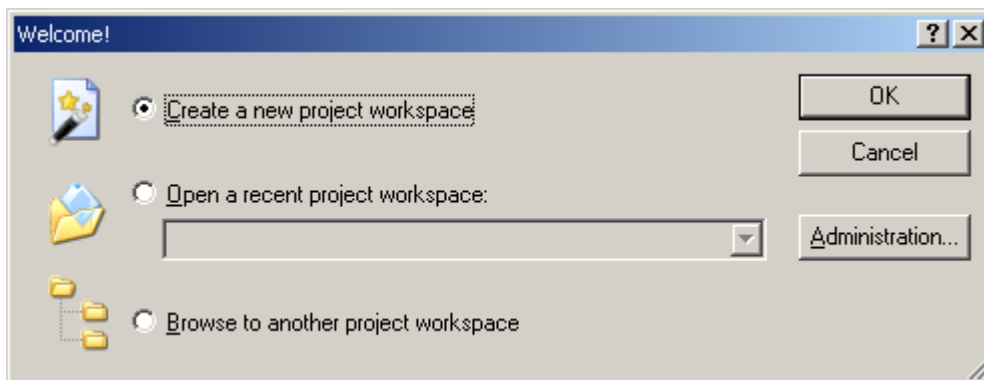 Welcome!
Create a new project workspace
OK
Cancel
Open a recent project workspace:
Administration...
Browse to another project workspace